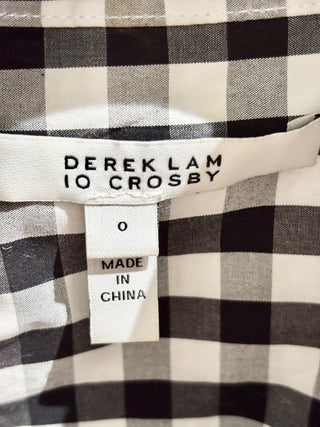 DEREK LAM
10 CROSBY
0
MADE
IN
CHINA